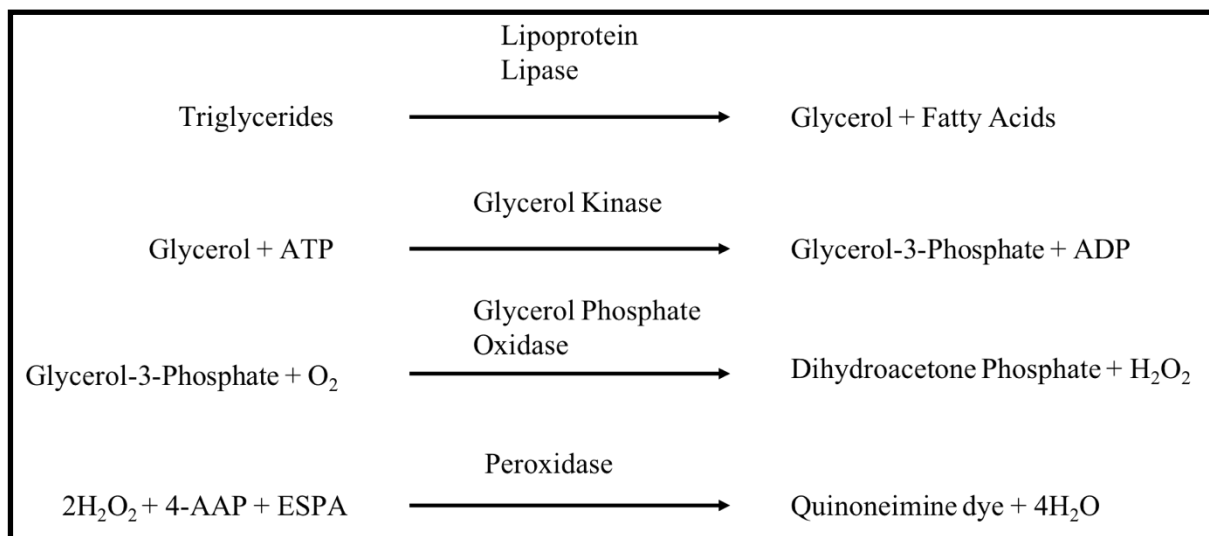 Lipoprotein
Lipase
Triglycerides
Glycerol + Fatty Acids
Glycerol Kinase
Glycerol + ATP
Glycerol-3-Phosphate + ADP
Glycerol Phosphate
Oxidase
Glycerol-3-Phosphate + O₂
Dihydroacetone Phosphate + H₂O₂
Peroxidase
2H₂O₂ + 4-AAP + ESPA
Quinoneimine dye + 4H₂O